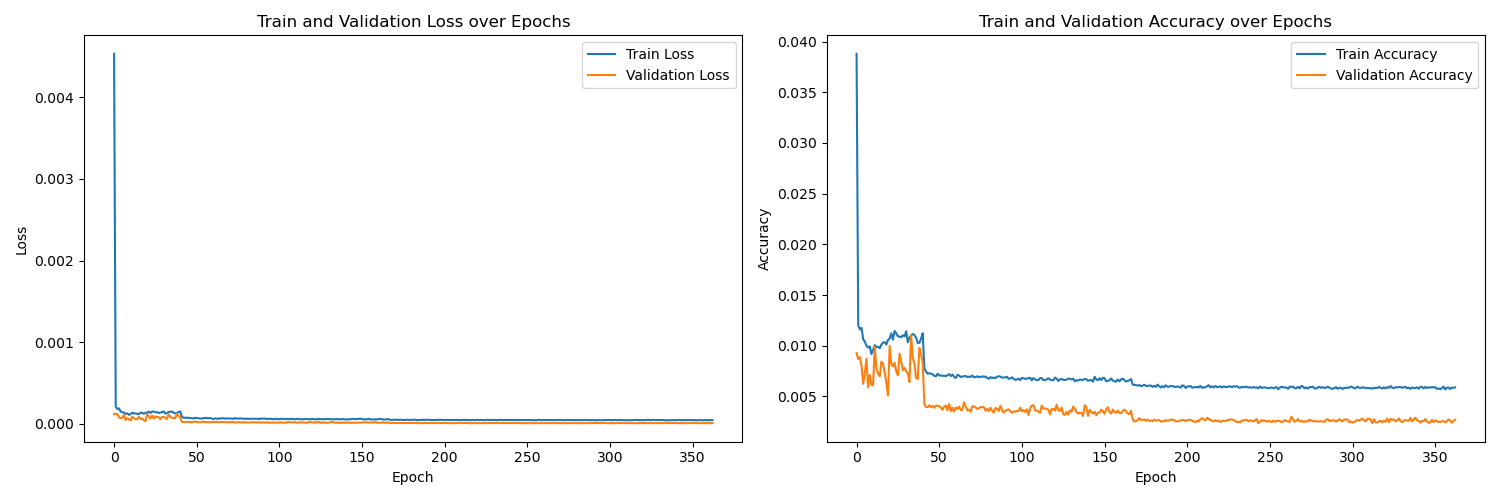 Train and Validation Loss over Epochs
Train Loss
Validation Loss
0.004
0.003
0.002
0.001
0.000
Loss
0 50 100 150 200 250 300 350
Epoch
Train and Validation Accuracy over Epochs
Train Accuracy
Validation Accuracy
0.040
0.035
0.030
0.025
0.020
0.015
0.010
0.005
Accuracy
0 50 100 150 200 250 300 350
Epoch